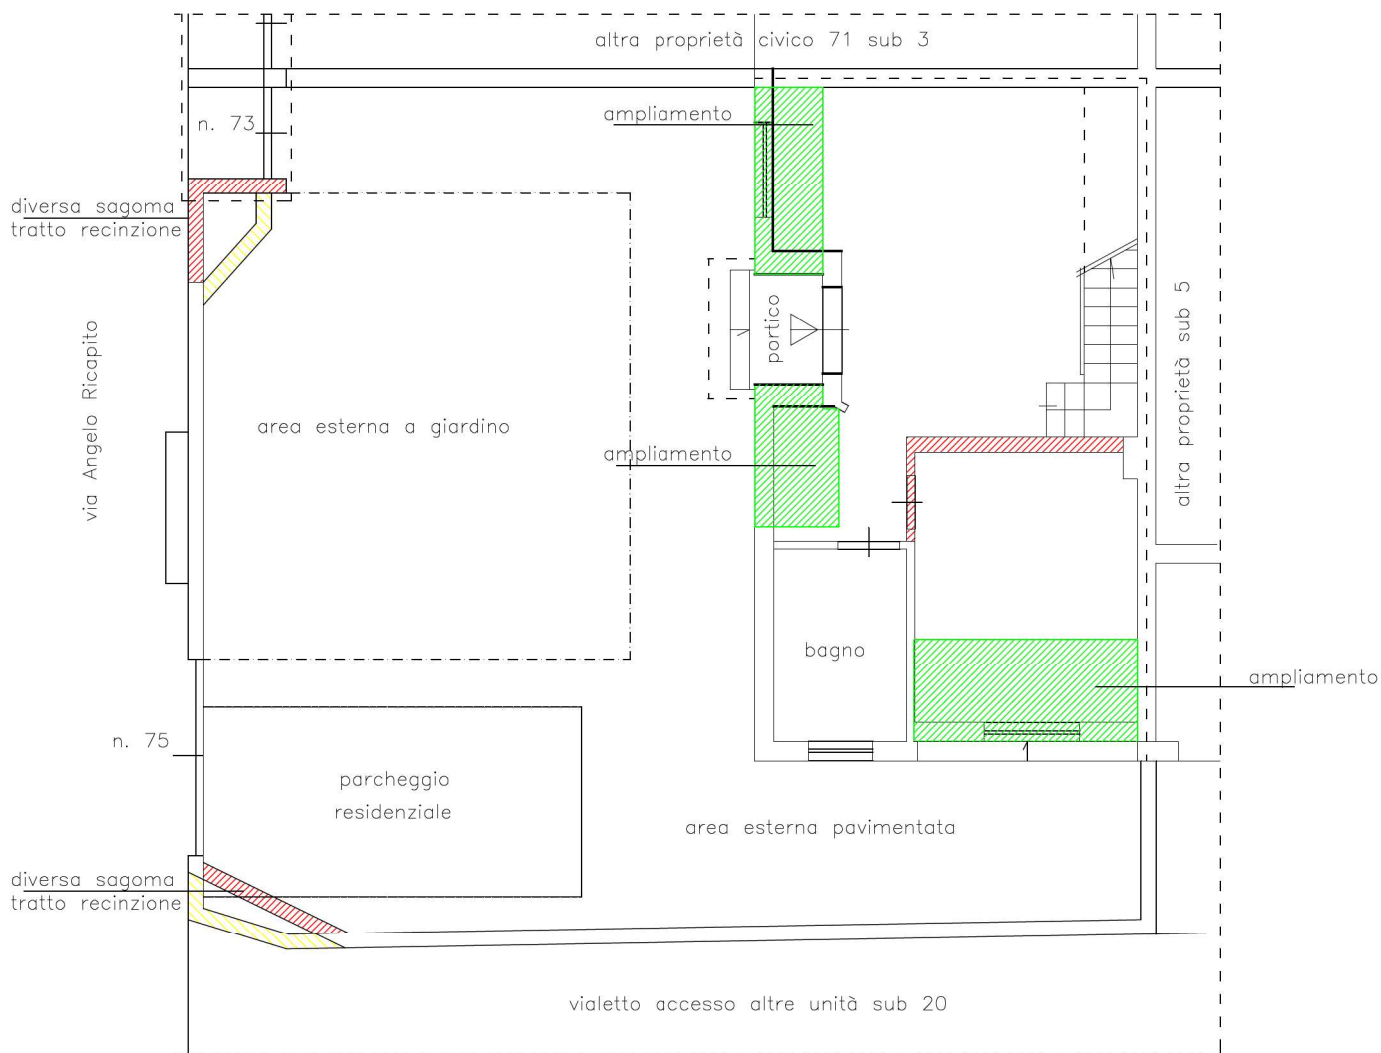 altra proprietà civico 71 sub 3
ampliamento
n. 73
diversa sagoma
tratto recinzione
via Angelo Ricapito
portico
altra proprietà sub 5
area esterna a giardino
ampliamento
bagno
ampliamento
n. 75
parcheggio
residenziale
area esterna pavimentata
diversa sagoma
tratto recinzione
vialetto accesso altre unità sub 20